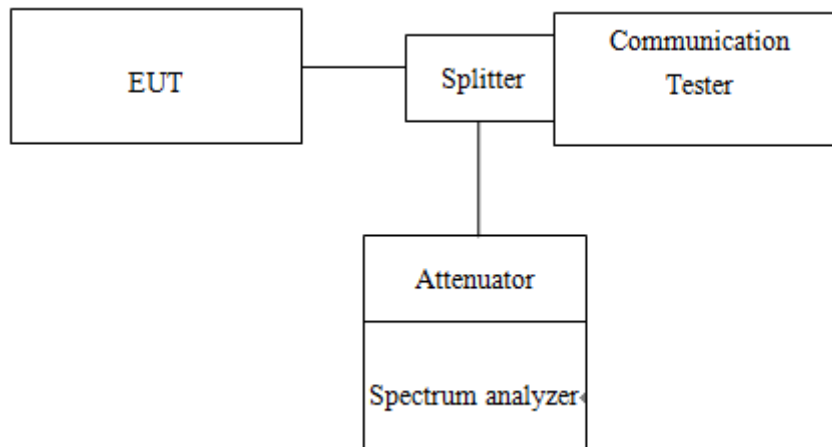 EUT
Splitter
Communication
Tester
Attenuator
Spectrum analyzer